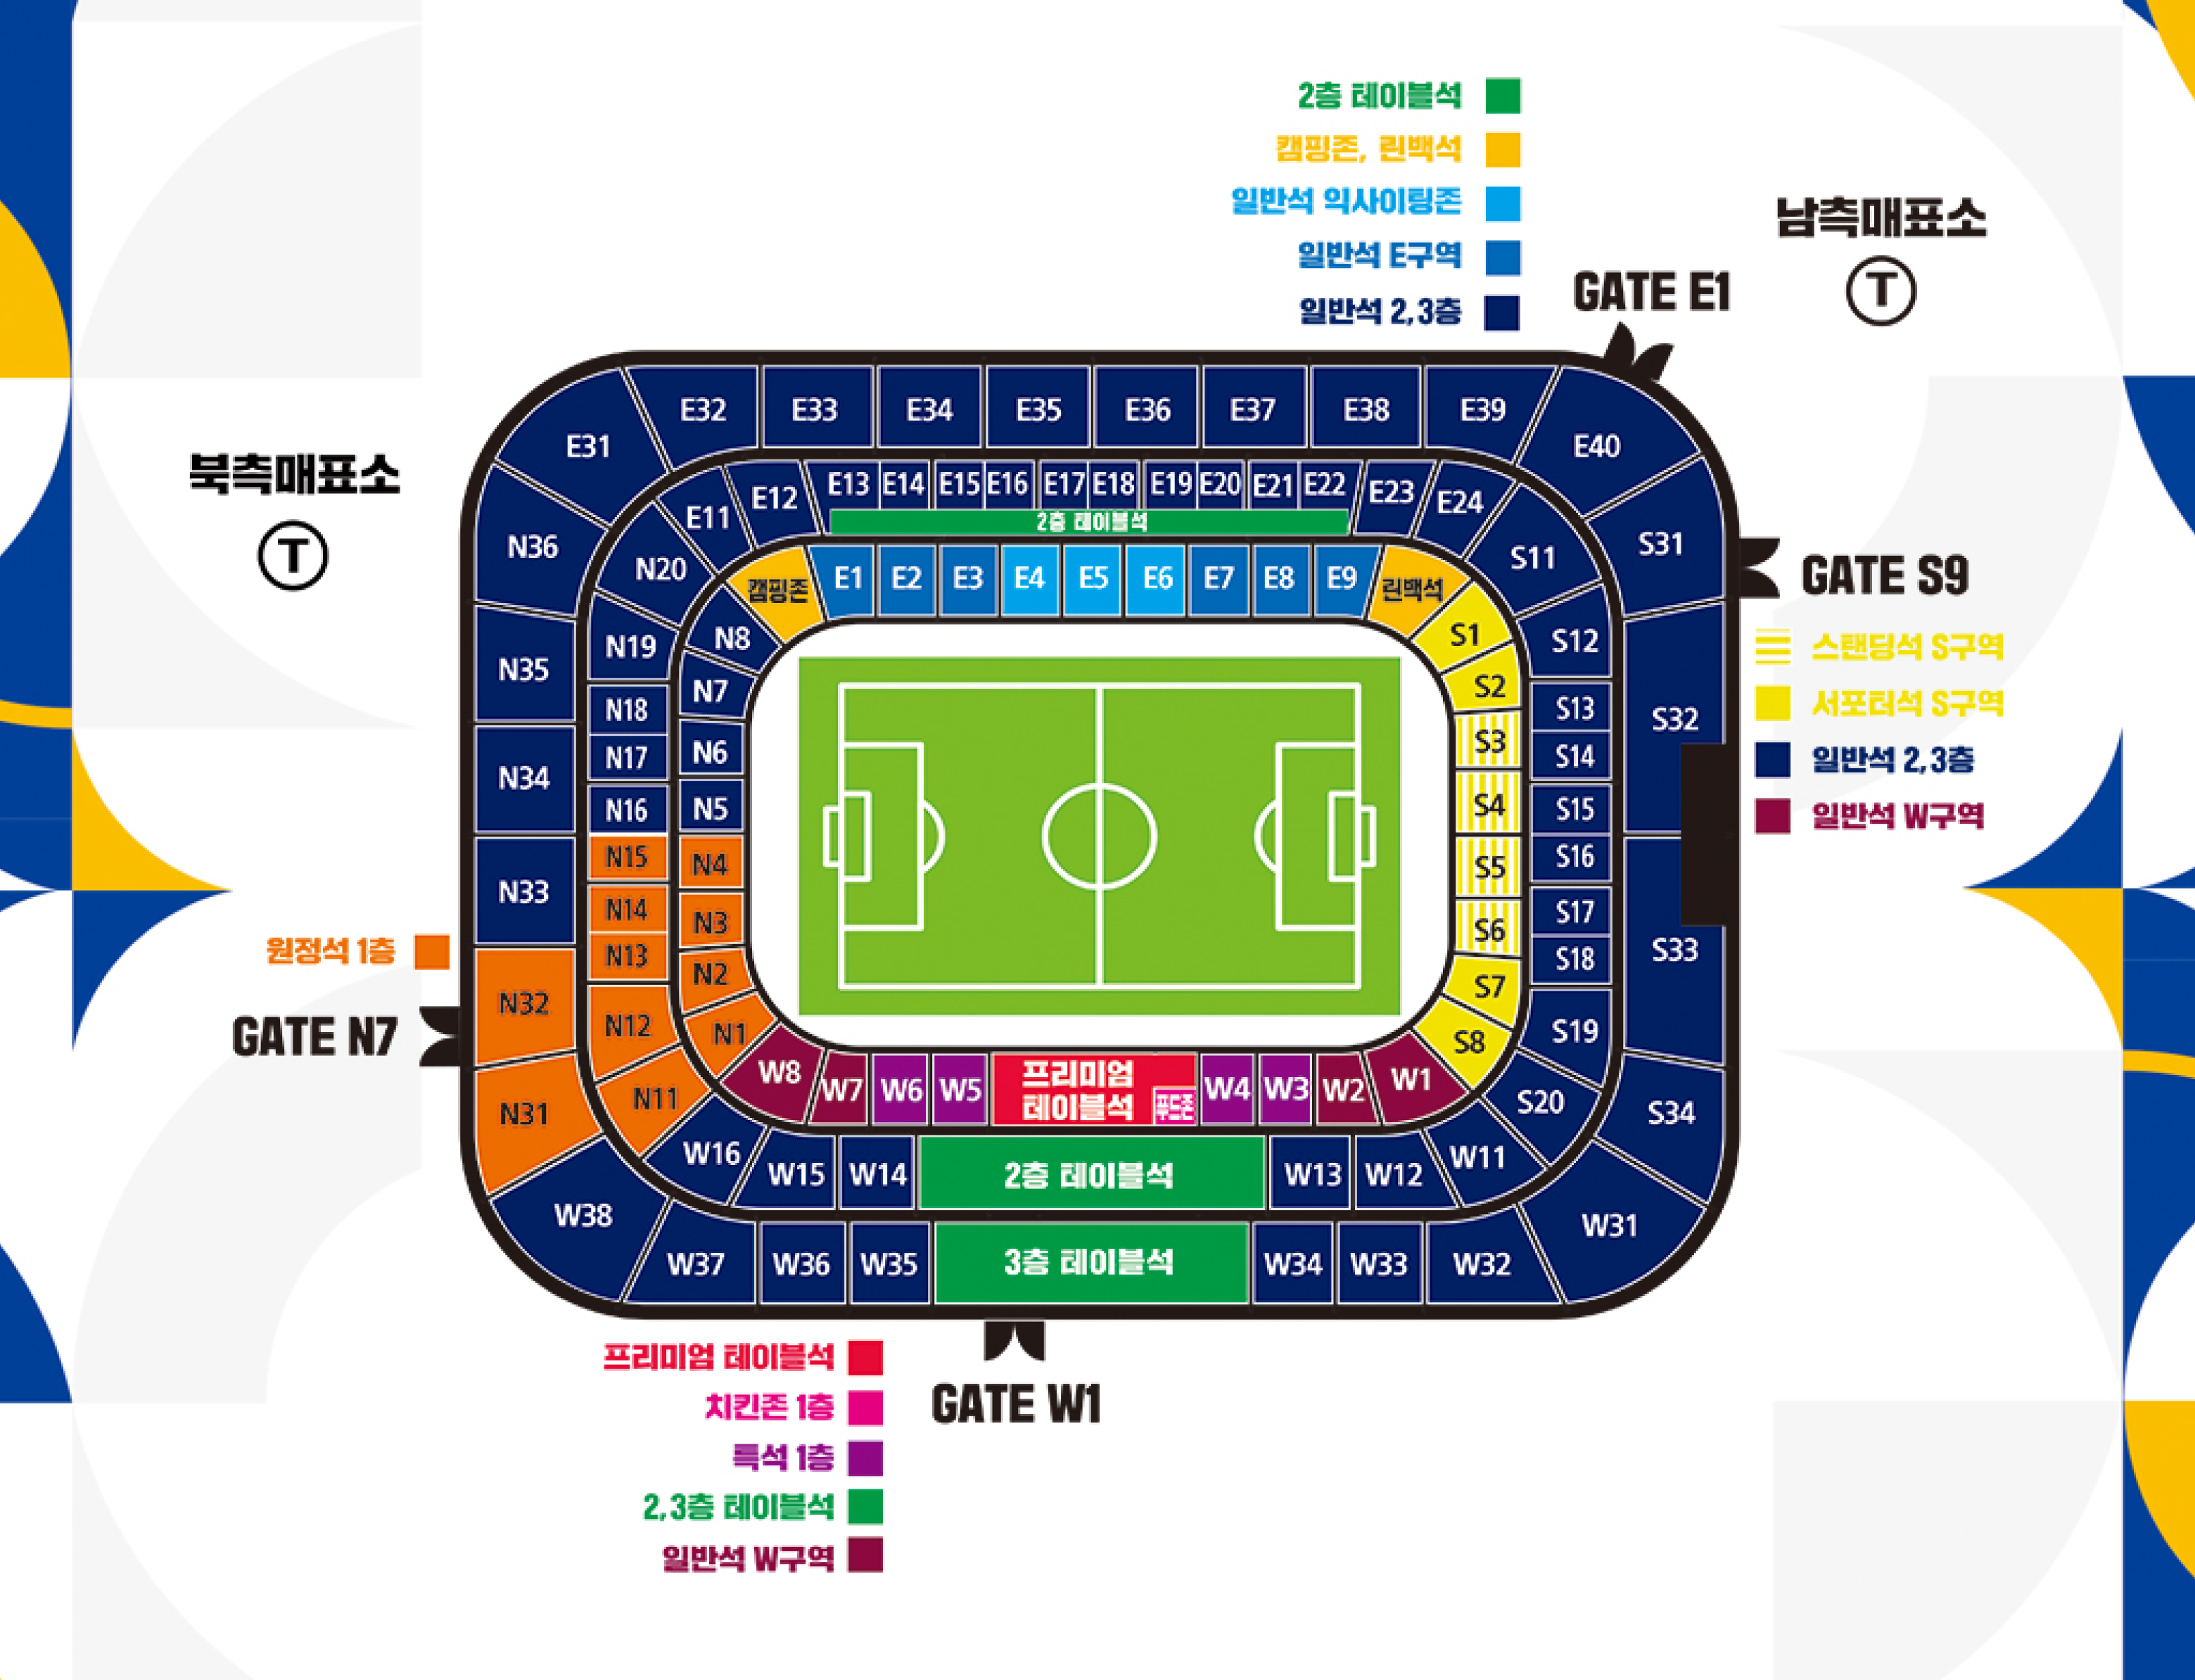 2층 테이블석
캠핑존, 린백석
일반석 익사이팅존
일반석 E구역
일반석 2,3층
남측매표소
T
GATE E1
북측매표소
T
E31 E32 E33 E34 E35 E36 E37 E38 E39 E40
E11 E12 E13 E14 E15 E16 E17 E18 E19 E20 E21 E22 E23 E24
2층 테이블석
캠핑존 E1 E2 E3 E4 E5 E6 E7 E8 E9 린백석
N36 N20 S11 S31
GATE S9
N35 N19 N8 S1 S12
N18 N7 S2 S13 S32
N34 N17 N6 S3 S14
N16 N5 S4 S15
N33 N15 N4 S5 S16
N14 N3 S6 S17
N32 N13 N2 S7 S18 S33
N12 N1 S8 S19
N31 N11 S20 S34
스탠딩석 S구역
서포터석 S구역
일반석 2,3층
일반석 W구역
원정석 1층
GATE N7
W8 W7 W6 W5 프리미엄
테이블석 푸드존 W4 W3 W2 W1
W16 W15 W14 2층 테이블석 W13 W12 W11
W38 W37 W36 W35 3층 테이블석 W34 W33 W32 W31
GATE W1
프리미엄 테이블석
치킨존 1층
특석 1층
2,3층 테이블석
일반석 W구역